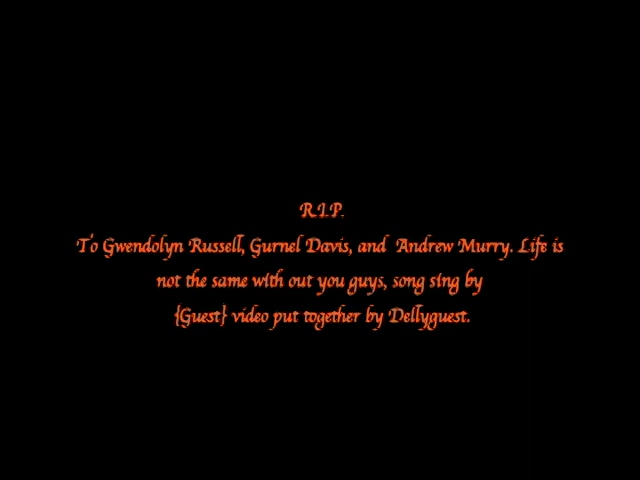 R.I.P.
To Gwendolyn Russell, Gurnel Davis, and Andrew Murry. Life is
not the same with out you guys, song sing by
{Guest} video put together by Dellyguest.